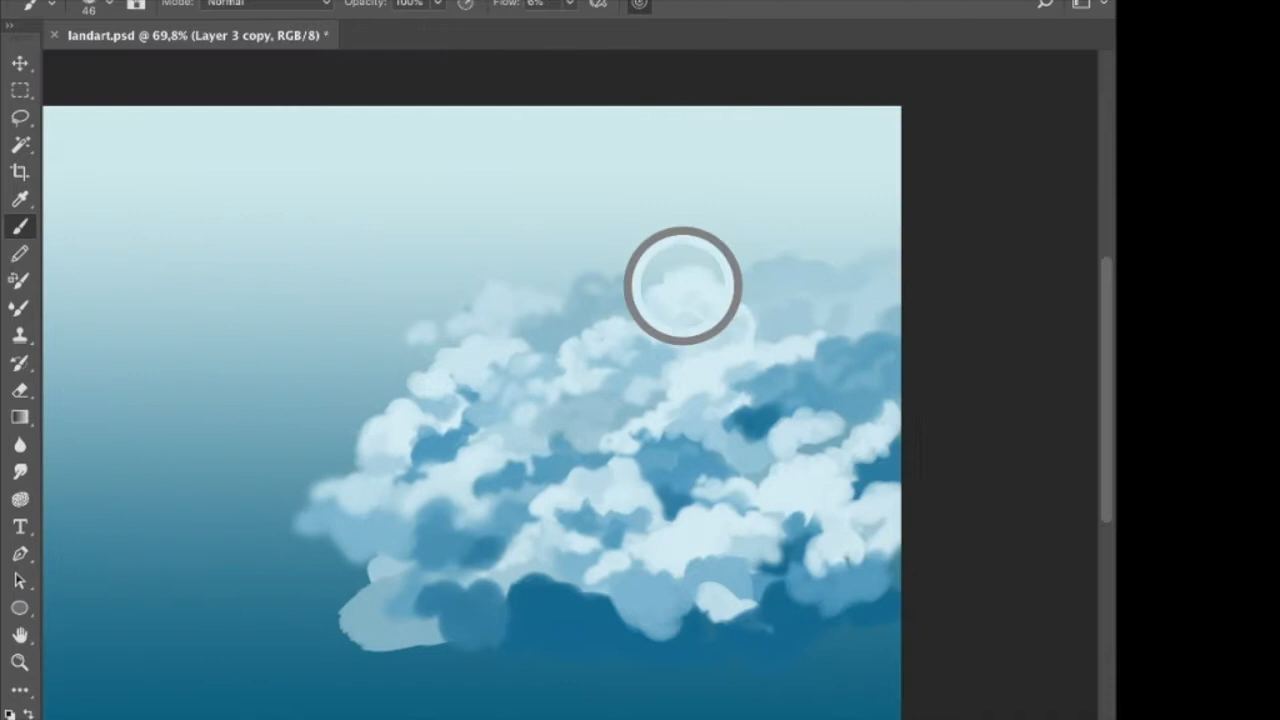 46 Mode: Normal Opacity: 100% Flow: 6%
landart.psd @ 69,8% (Layer 3 copy, RGB/8) *
T